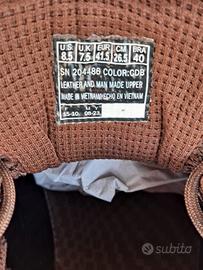 US UK EUR CM BRA
8.5 7.5 41.5 26.5 40
SN 204486 COLOR:CDB
LEATHER AND MAN MADE UPPER
MADE IN VIETNAM/HECHO EN VIETNAM
subito